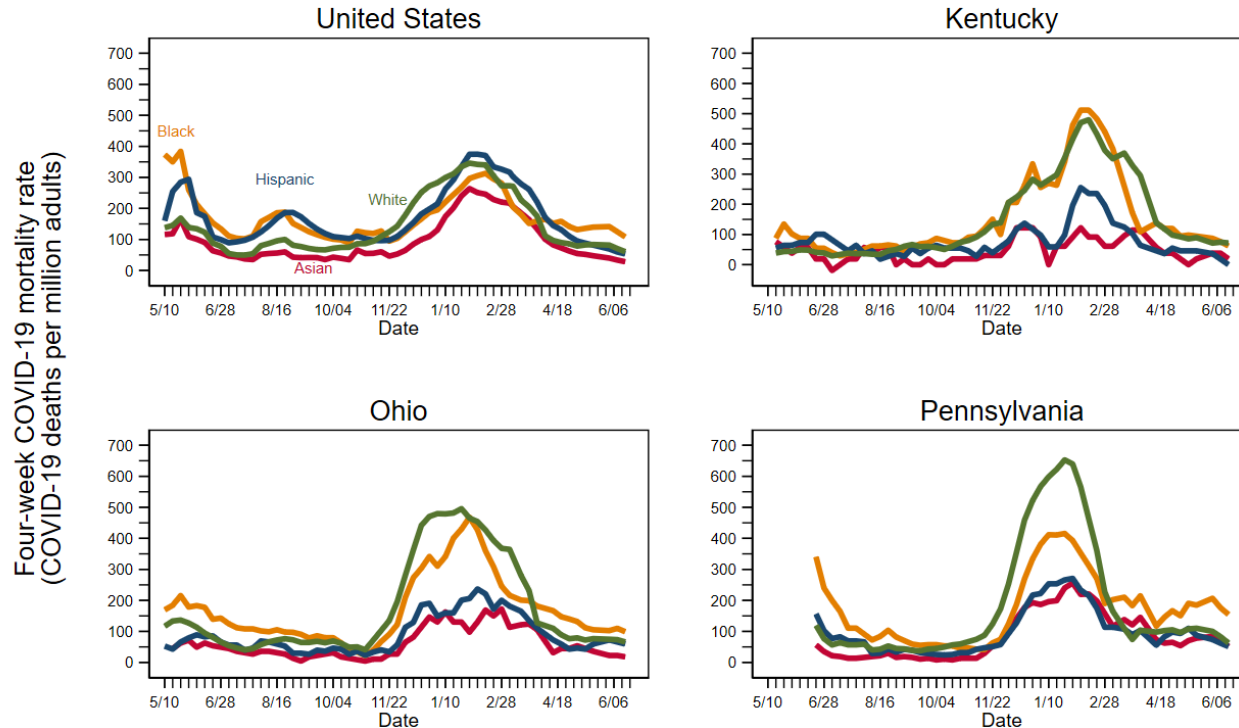 United States
Kentucky
700
600
500
400
300
200
100
0
Black
Hispanic
White
Asian
5/10 6/28 8/16 10/04 11/22 1/10 2/28 4/18 6/06
Date
700
600
500
400
300
200
100
0
5/10 6/28 8/16 10/04 11/22 1/10 2/28 4/18 6/06
Date
Four-week COVID-19 mortality rate
(COVID-19 deaths per million adults)
Ohio
Pennsylvania
700
600
500
400
300
200
100
0
5/10 6/28 8/16 10/04 11/22 1/10 2/28 4/18 6/06
Date
700
600
500
400
300
200
100
0
5/10 6/28 8/16 10/04 11/22 1/10 2/28 4/18 6/06
Date